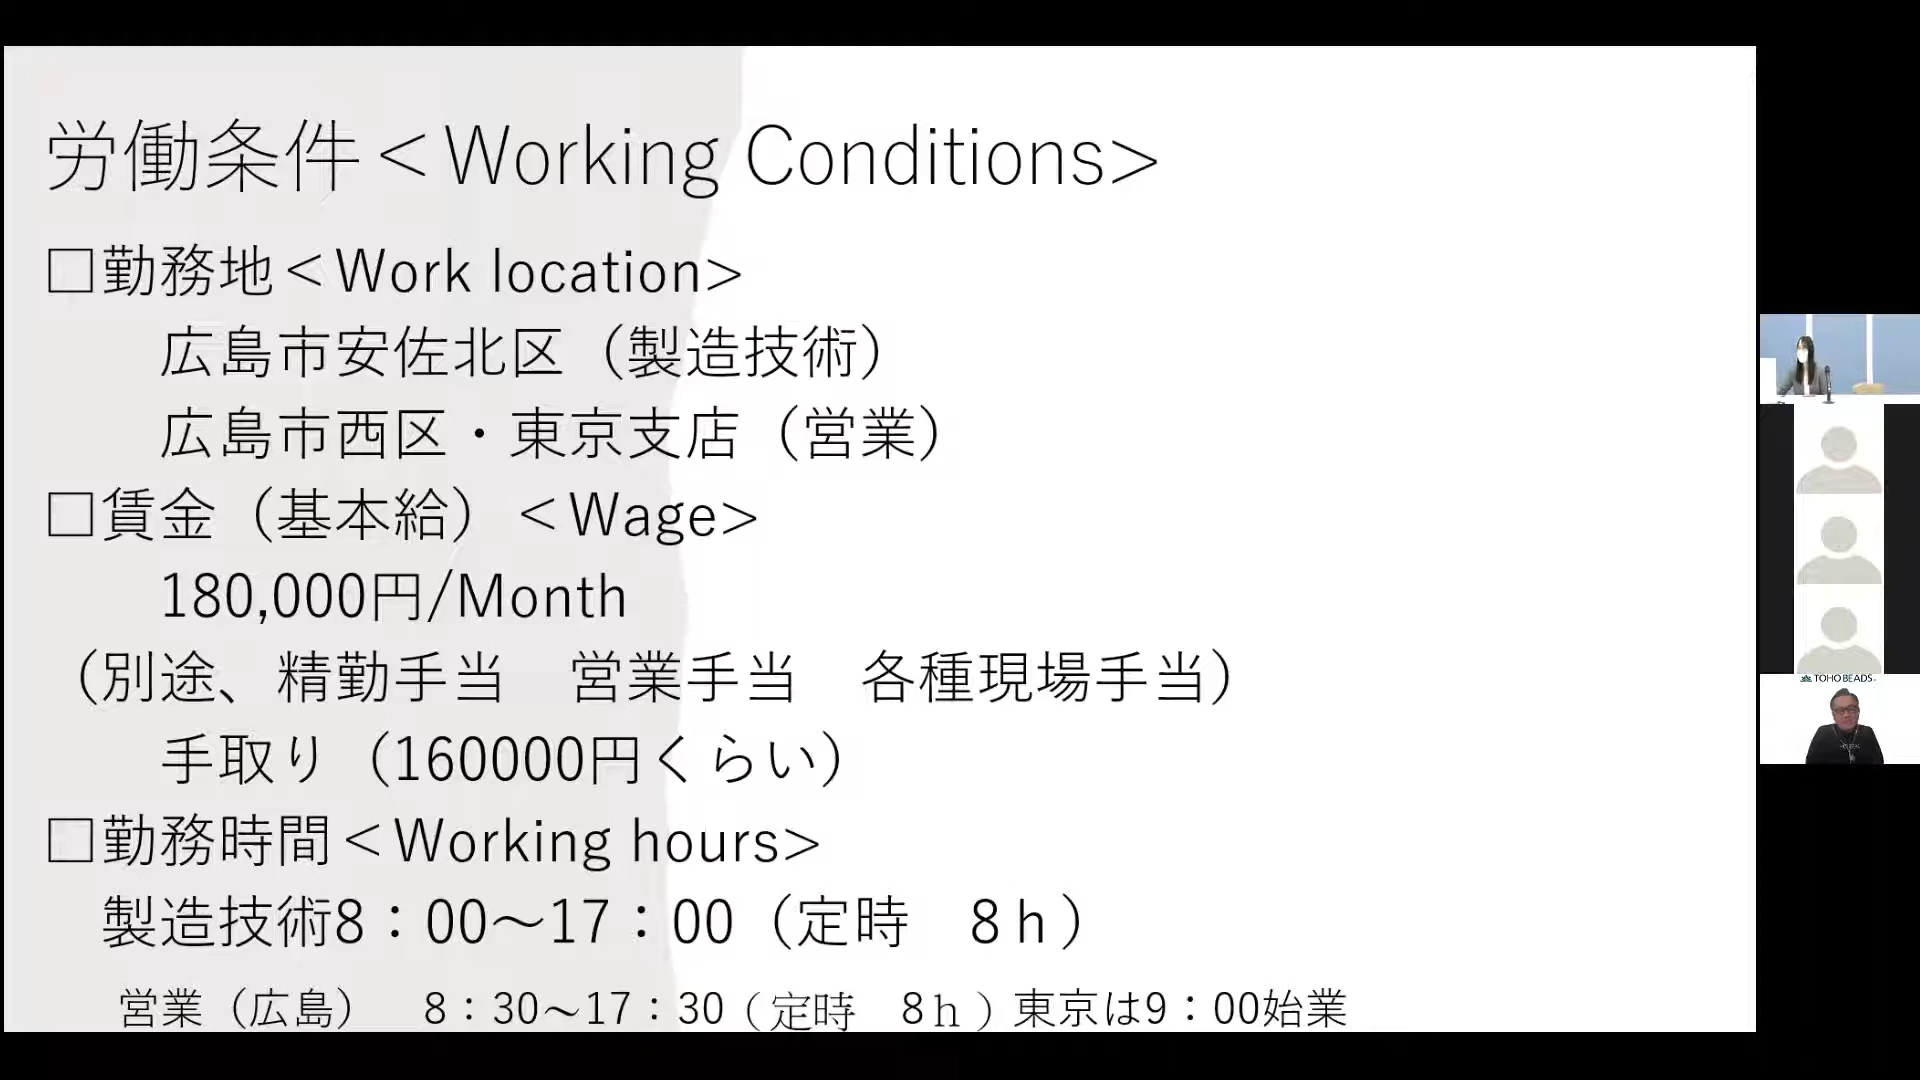 労働条件＜Working Conditions>
□勤務地＜Work location>
広島市安佐北区（製造技術）
広島市西区・東京支店（営業）
□賃金（基本給）＜Wage>
180,000円/Month
（別途、精勤手当　営業手当　各種現場手当）
手取り（160000円くらい）
□勤務時間＜Working hours>
製造技術8：00～17：00（定時　8ｈ）
営業（広島）　8：30～17：30（定時　8ｈ）東京は9：00始業
TOHO BEADS